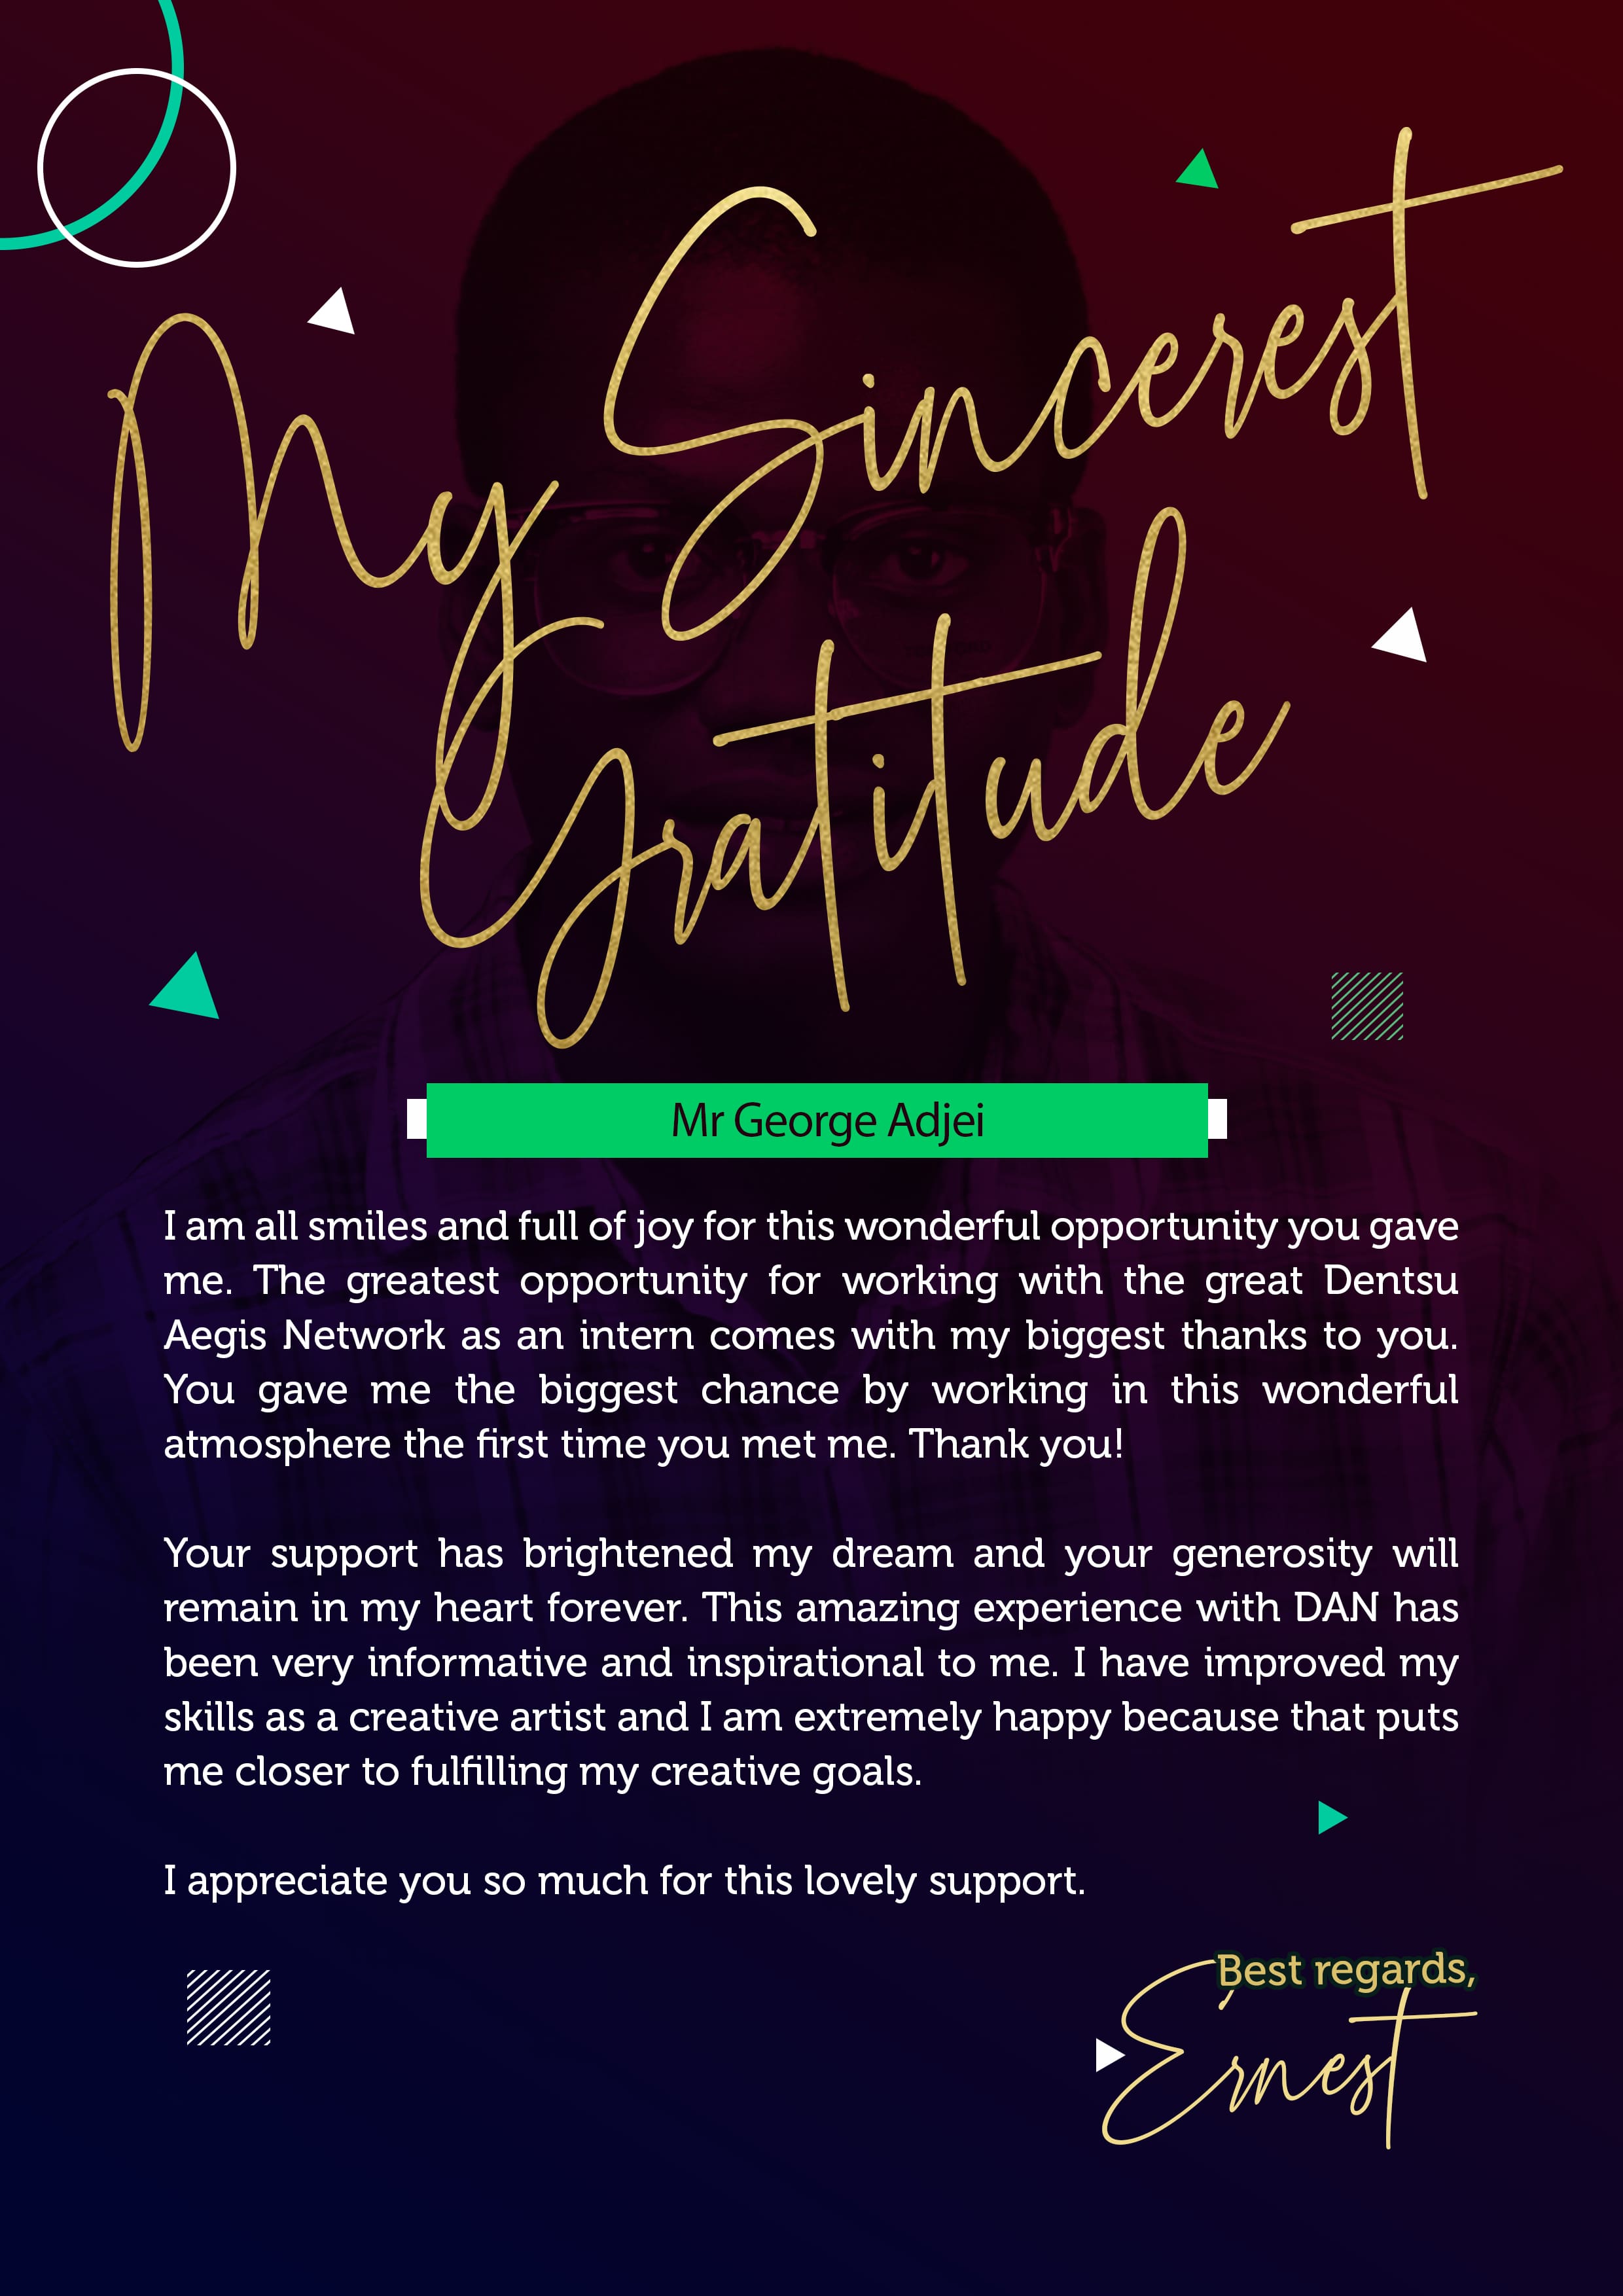 My Sincerest
Gratitude
Mr George Adjei
I am all smiles and full of joy for this wonderful opportunity you gave
me. The greatest opportunity for working with the great Dentsu
Aegis Network as an intern comes with my biggest thanks to you.
You gave me the biggest chance by working in this wonderful
atmosphere the first time you met me. Thank you!
Your support has brightened my dream and your generosity will
remain in my heart forever. This amazing experience with DAN has
been very informative and inspirational to me. I have improved my
skills as a creative artist and I am extremely happy because that puts
me closer to fulfilling my creative goals.
I appreciate you so much for this lovely support.
Best regards,
Ernest